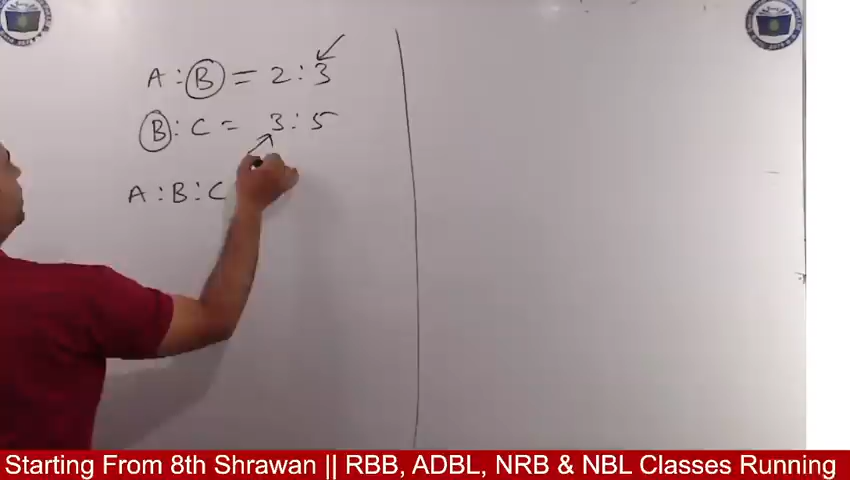 A : B = 2 : 3
B : C = 3 : 5
A : B : C
Starting From 8th Shrawan || RBB, ADBL, NRB & NBL Classes Running